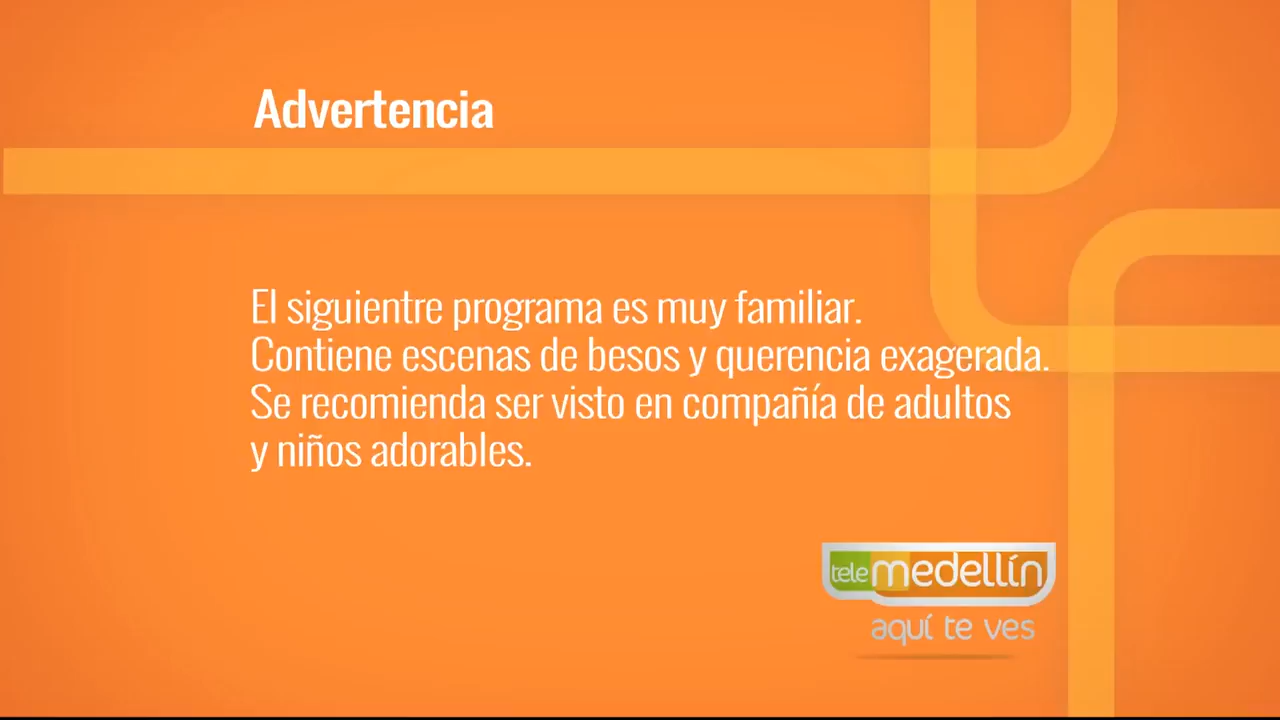 Advertencia
El siguientre programa es muy familiar.
Contiene escenas de besos y querencia exagerada.
Se recomienda ser visto en compañía de adultos
y niños adorables.
tele medellín
aquí te ves